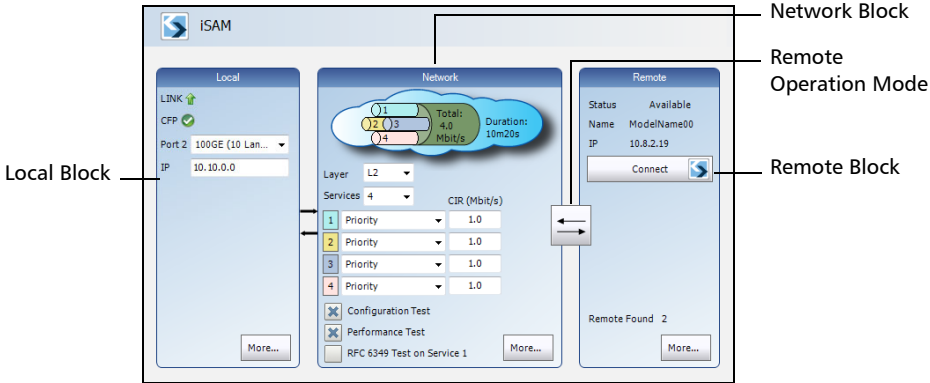 iSAM
Network Block
Remote
Operation Mode
Remote Block
Local Block
Local
LINK
CFP
Port 2 100GE (10 Lan...
IP 10.10.0.0
More...
Network
1
2 3
4
Total:
4.0
Mbit/s
Duration:
10m20s
Layer L2
Services 4
CIR (Mbit/s)
1 Priority 1.0
2 Priority 1.0
3 Priority 1.0
4 Priority 1.0
Configuration Test
Performance Test
RFC 6349 Test on Service 1
More...
Remote
Status Available
Name ModelName00
IP 10.8.2.19
Connect
Remote Found 2
More...